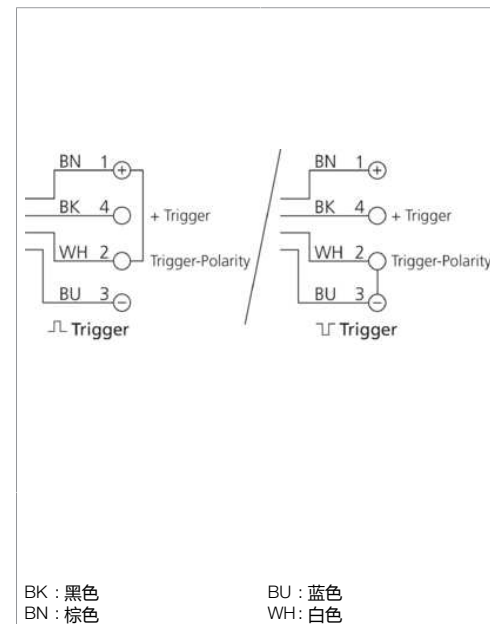 BN 1 + BN 1 +
BK 4 + Trigger BK 4 + Trigger
WH 2 Trigger-Polarity WH 2 Trigger-Polarity
BU 3 − BU 3 −
Trigger Trigger
BK : 黑色 BU : 蓝色
BN : 棕色 WH : 白色